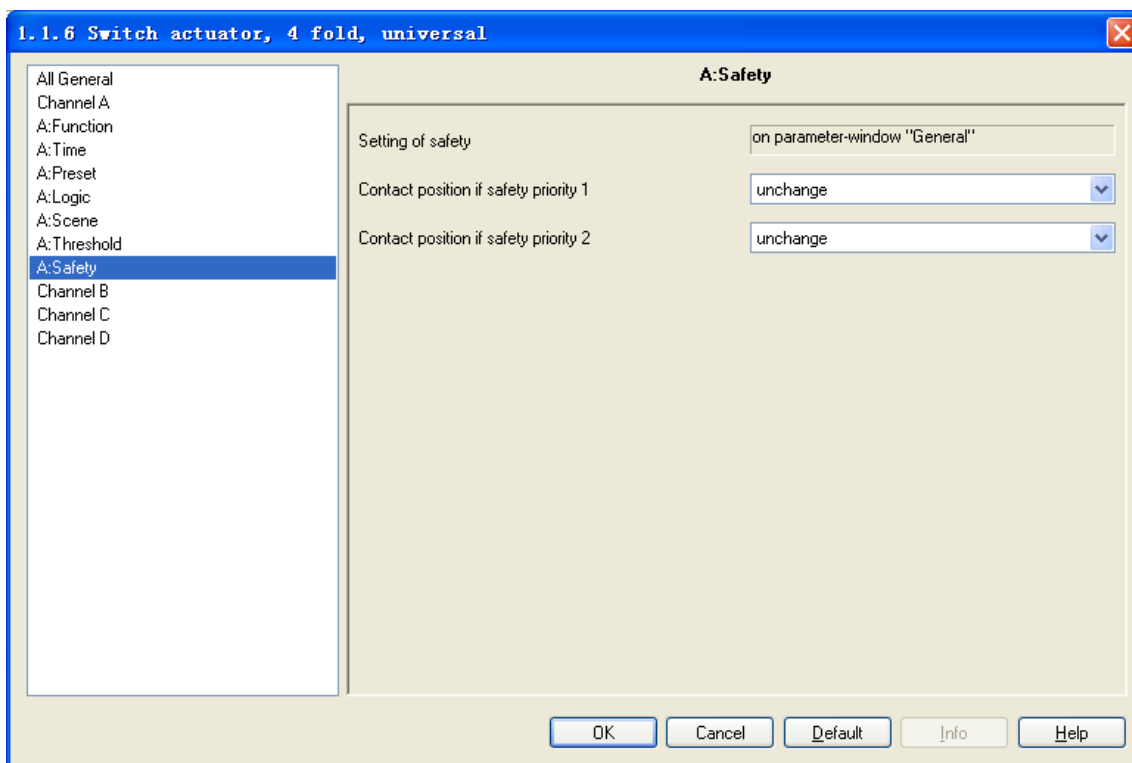 1.1.6 Switch actuator, 4 fold, universal
All General
Channel A
A:Function
A:Time
A:Preset
A:Logic
A:Scene
A:Threshold
A:Safety
Channel B
Channel C
Channel D
A:Safety
Setting of safety on parameter-window "General"
Contact position if safety priority 1 unchange
Contact position if safety priority 2 unchange
OK Cancel Default Info Help